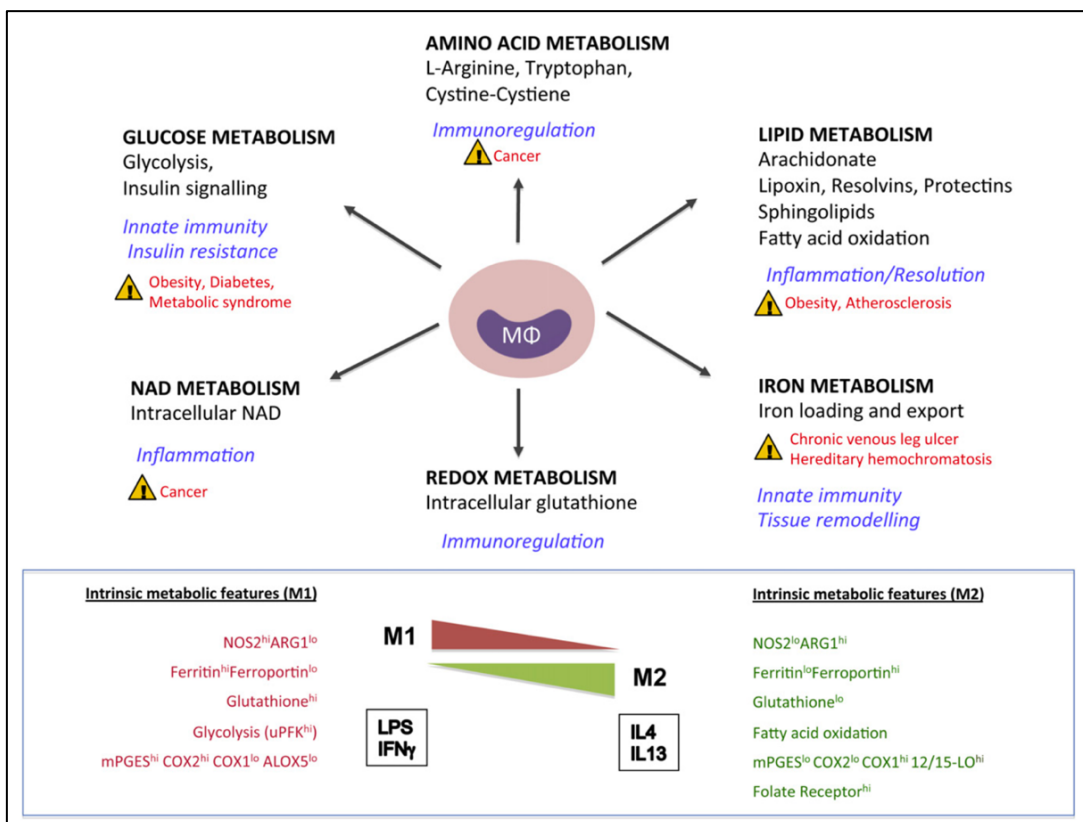 AMINO ACID METABOLISM
L-Arginine, Tryptophan,
Cystine-Cystiene
Immunoregulation
Cancer
GLUCOSE METABOLISM
Glycolysis,
Insulin signalling
Innate immunity
Insulin resistance
Obesity, Diabetes,
Metabolic syndrome
LIPID METABOLISM
Arachidonate
Lipoxin, Resolvins, Protectins
Sphingolipids
Fatty acid oxidation
Inflammation/Resolution
Obesity, Atherosclerosis
MΦ
NAD METABOLISM
Intracellular NAD
Inflammation
Cancer
REDOX METABOLISM
Intracellular glutathione
Immunoregulation
IRON METABOLISM
Iron loading and export
Chronic venous leg ulcer
Hereditary hemochromatosis
Innate immunity
Tissue remodelling
Intrinsic metabolic features (M1)
NOS2hiARG1lo
FerritinhiFerroportinlo
Glutathionehi
Glycolysis (uPFKhi)
mPGEShi COX2hi COX1lo ALOX5lo
M1
M2
LPS
IFNγ
IL4
IL13
Intrinsic metabolic features (M2)
NOS2loARG1hi
FerritinloFerroportinhi
Glutathionelo
Fatty acid oxidation
mPGESlo COX2lo COX1hi 12/15-LOhi
Folate Receptorhi